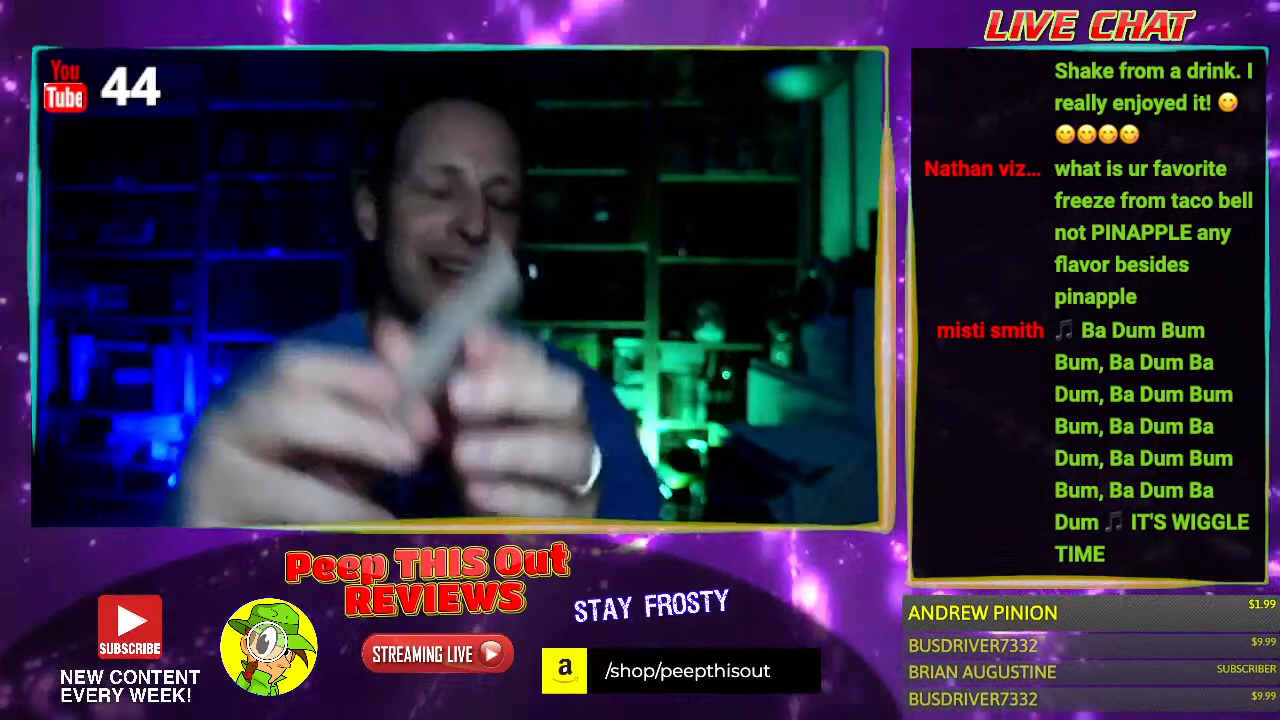 LIVE CHAT
You
Tube
44
Shake from a drink. I
really enjoyed it! 😋
😋😋😋😋
Nathan viz... what is ur favorite
freeze from taco bell
not PINAPPLE any
flavor besides
pinapple
misti smith 🎵 Ba Dum Bum
Bum, Ba Dum Ba
Dum, Ba Dum Bum
Bum, Ba Dum Ba
Dum, Ba Dum Bum
Bum, Ba Dum Ba
Dum 🎵 IT'S WIGGLE
TIME
Peep THIS Out
REVIEWS
STAY FROSTY
SUBSCRIBE
NEW CONTENT
EVERY WEEK!
STREAMING LIVE
a /shop/peepthisout
ANDREW PINION $1.99
BUSDRIVER7332 $9.99
BRIAN AUGUSTINE SUBSCRIBER
BUSDRIVER7332 $9.99